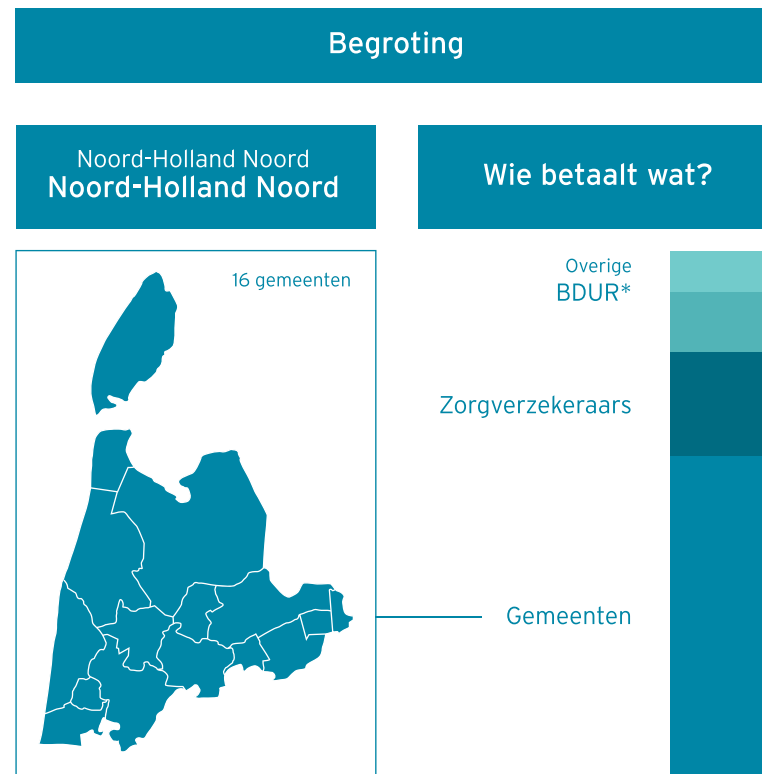 Begroting
Noord-Holland Noord
Noord-Holland Noord
Wie betaalt wat?
16 gemeenten
Overige
BDUR*
Zorgverzekeraars
Gemeenten